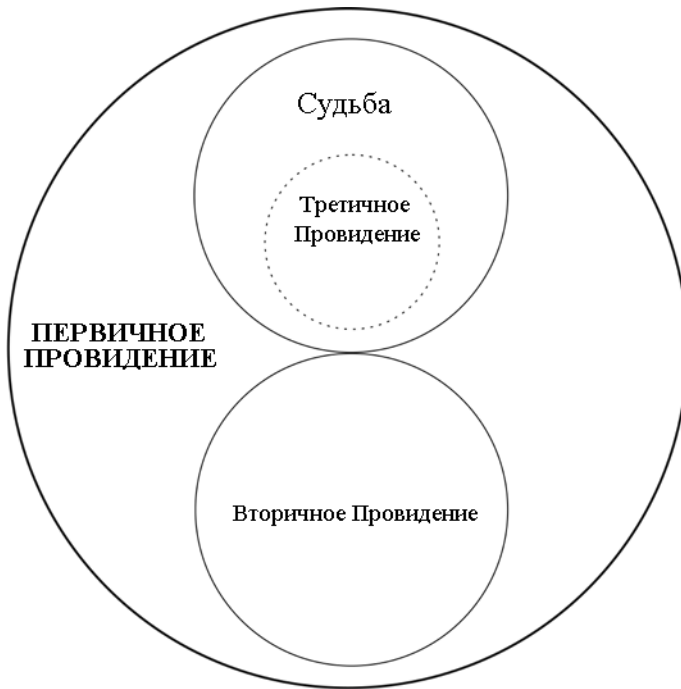 Судьба
Третичное
Провидение
ПЕРВИЧНОЕ
ПРОВИДЕНИЕ
Вторичное Провидение